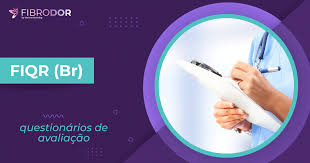 FIBRODOR
FIQR (Br)
questionários de
avaliação